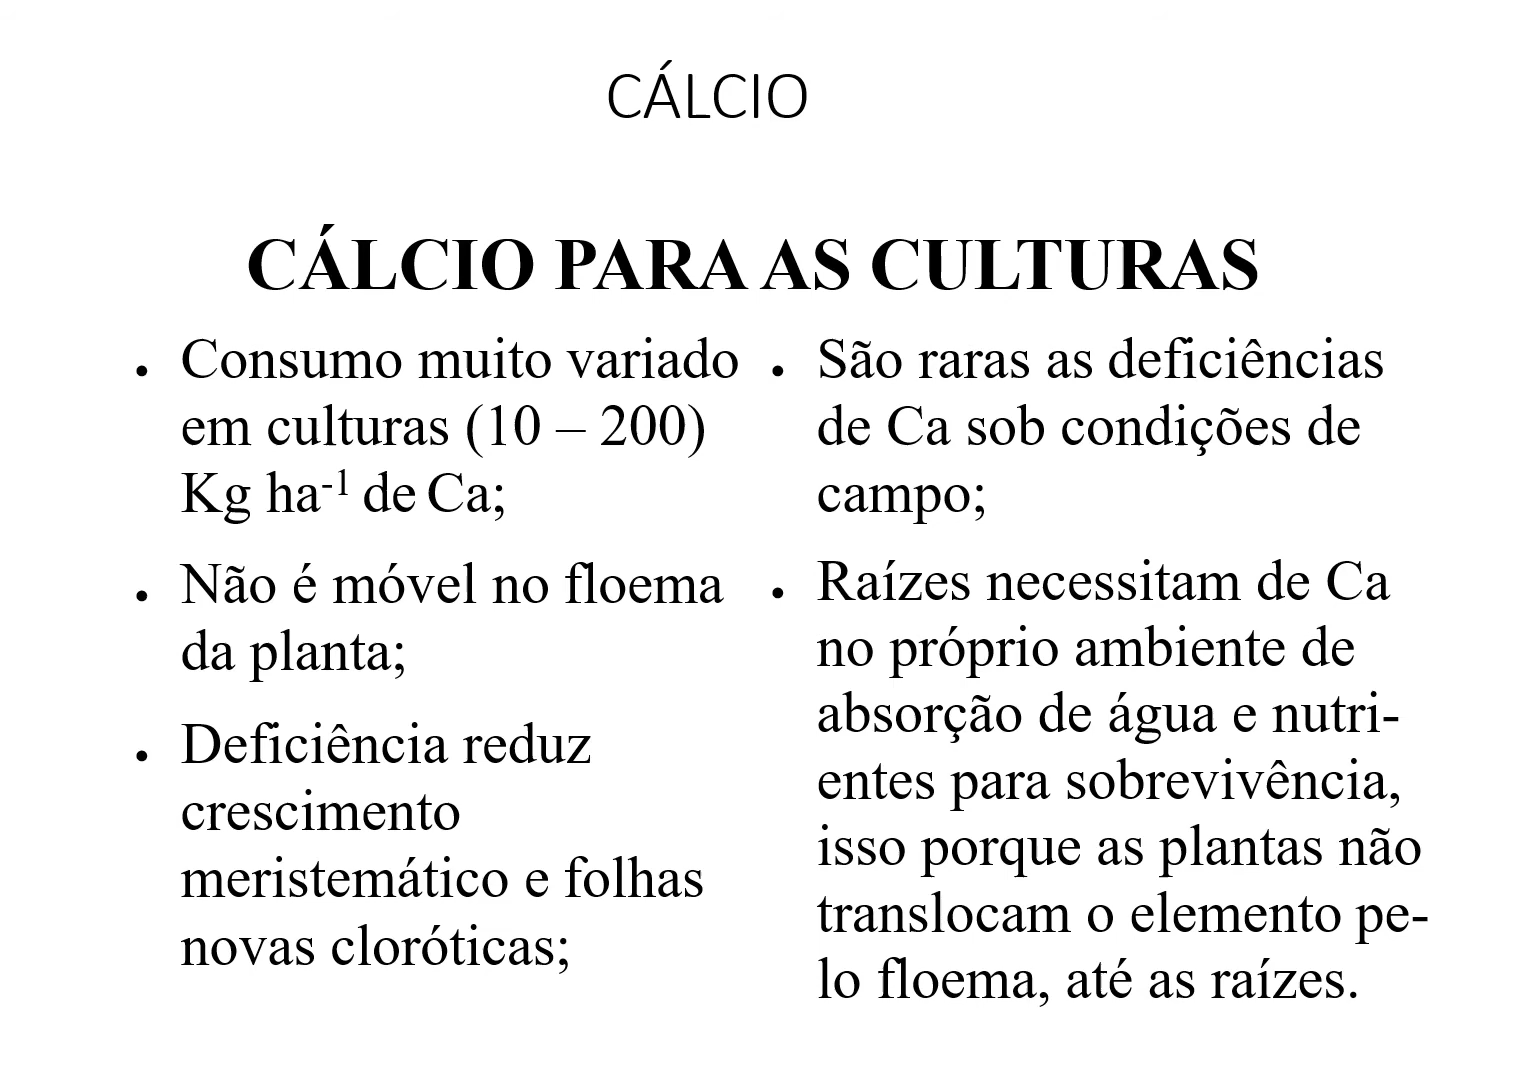 CÁLCIO
CÁLCIO PARA AS CULTURAS
• Consumo muito variado
em culturas (10 – 200)
Kg ha-1 de Ca;
• Não é móvel no floema
da planta;
• Deficiência reduz
crescimento
meristemático e folhas
novas cloróticas;
• São raras as deficiências
de Ca sob condições de
campo;
• Raízes necessitam de Ca
no próprio ambiente de
absorção de água e nutri-
entes para sobrevivência,
isso porque as plantas não
translocam o elemento pe-
lo floema, até as raízes.